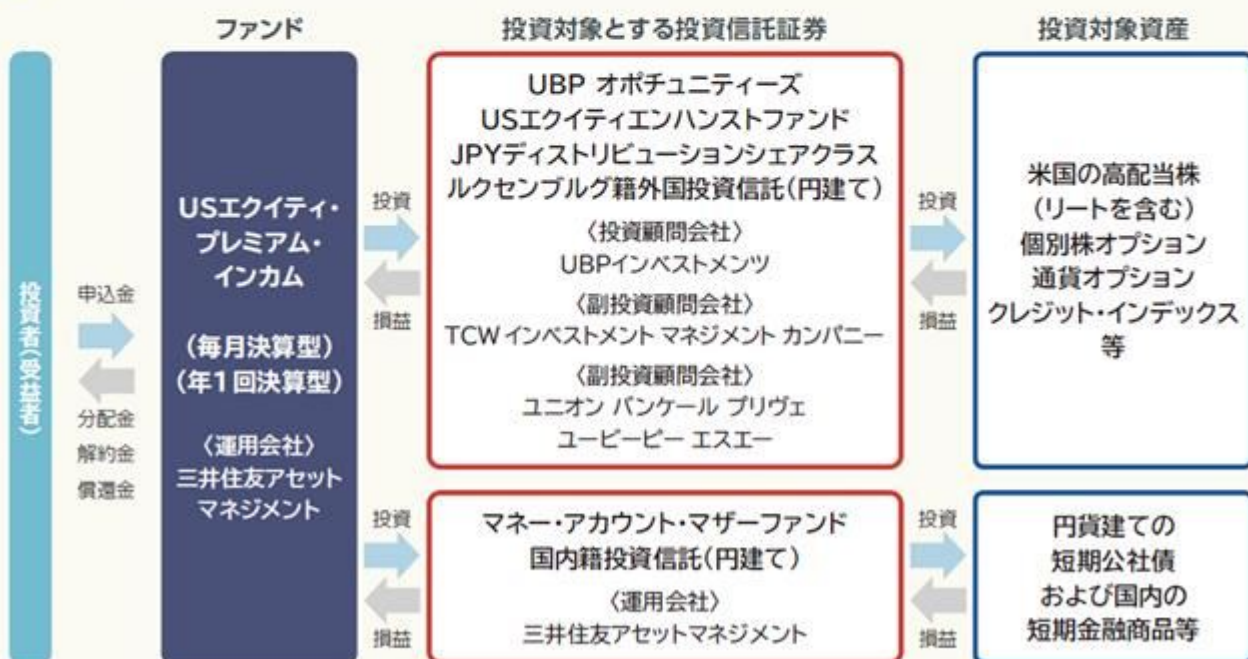 ファンド
投資対象とする投資信託証券
投資対象資産
投資者(受益者)
申込金
分配金
解約金
償還金
USエクイティ・
プレミアム・
インカム
(毎月決算型)
(年1回決算型)
〈運用会社〉
三井住友アセット
マネジメント
投資
損益
UBP オポチュニティーズ
USエクイティエンハンストファンド
JPYディストリビューションシェアクラス
ルクセンブルグ籍外国投資信託(円建て)
〈投資顧問会社〉
UBPインベストメンツ
〈副投資顧問会社〉
TCW インベストメント マネジメント カンパニー
〈副投資顧問会社〉
ユニオン バンケール プリヴェ
ユービーピー エスエー
投資
損益
米国の高配当株
(リートを含む)
個別株オプション
通貨オプション
クレジット・インデックス
等
投資
損益
マネー・アカウント・マザーファンド
国内籍投資信託(円建て)
〈運用会社〉
三井住友アセットマネジメント
投資
損益
円貨建ての
短期公社債
および国内の
短期金融商品等